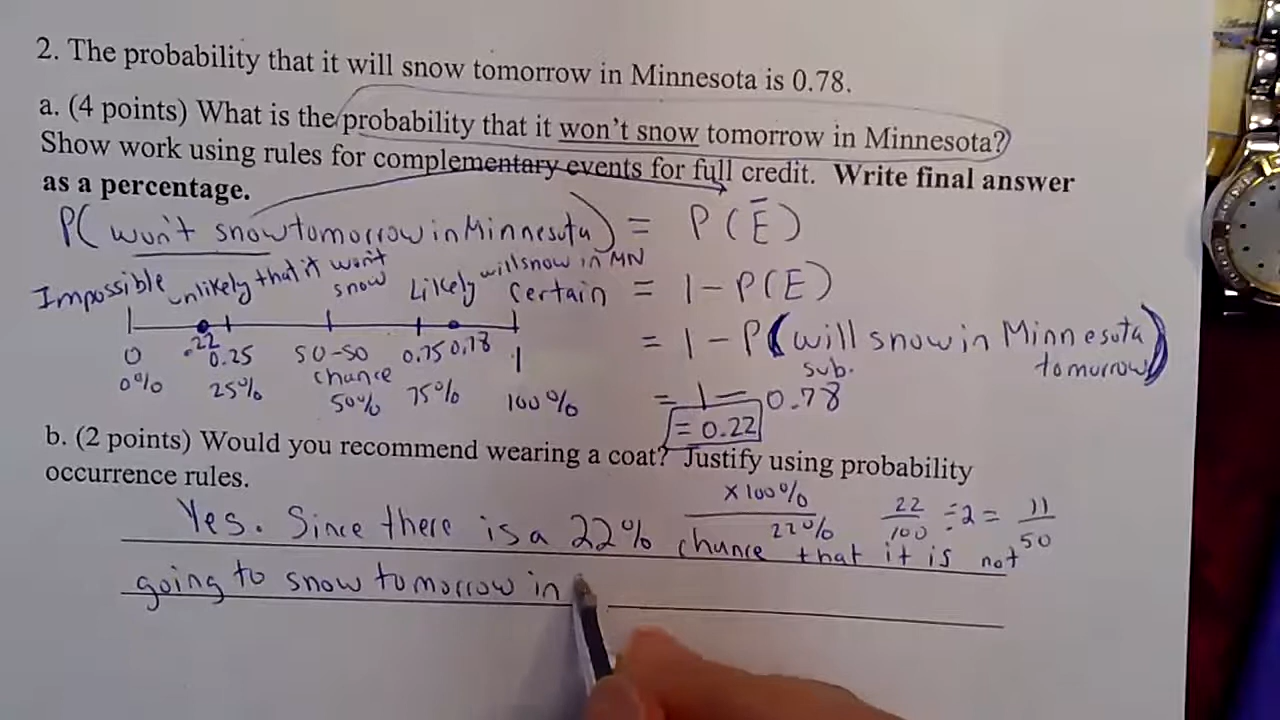 2. The probability that it will snow tomorrow in Minnesota is 0.78.
a. (4 points) What is the probability that it won't snow tomorrow in Minnesota?
Show work using rules for complementary events for full credit. Write final answer
as a percentage.
P(won't snow tomorrow in Minnesota) = P(Ē)
Impossible unlikely that it won't snow Likely will snow in MN certain = 1 - P(E)
= 1 - P(will snow in Minnesota tomorrow)
.22 sub.
0 0.25 50-50 chance 0.75 0.78 1
0% 25% 50% 75% 100%
= 1 - 0.78
= 0.22
b. (2 points) Would you recommend wearing a coat? Justify using probability
occurrence rules.
x100%
22%
22/100 ÷2 = 11/50
Yes. Since there is a 22% chance that it is not
going to snow tomorrow in